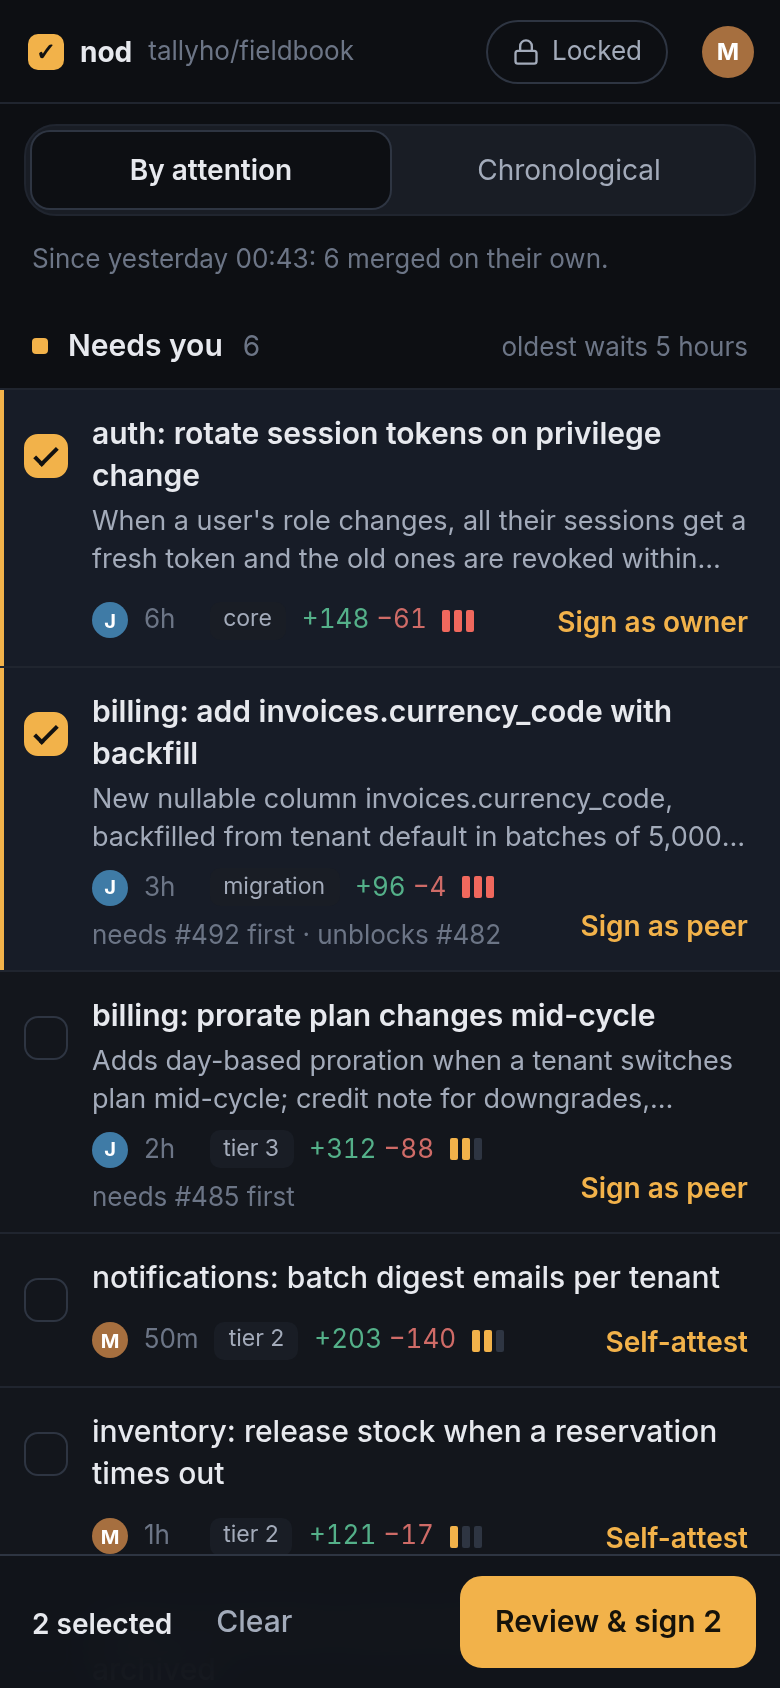 nod tallyho/fieldbook Locked M
By attention Chronological
Since yesterday 00:43: 6 merged on their own.
Needs you 6 oldest waits 5 hours
auth: rotate session tokens on privilege
change
When a user's role changes, all their sessions get a
fresh token and the old ones are revoked within...
J 6h core +148 −61 Sign as owner
billing: add invoices.currency_code with
backfill
New nullable column invoices.currency_code,
backfilled from tenant default in batches of 5,000...
J 3h migration +96 −4
needs #492 first · unblocks #482 Sign as peer
billing: prorate plan changes mid-cycle
Adds day-based proration when a tenant switches
plan mid-cycle; credit note for downgrades,...
J 2h tier 3 +312 −88
needs #485 first Sign as peer
notifications: batch digest emails per tenant
M 50m tier 2 +203 −140 Self-attest
inventory: release stock when a reservation
times out
M 1h tier 2 +121 −17 Self-attest
2 selected Clear Review & sign 2
archived